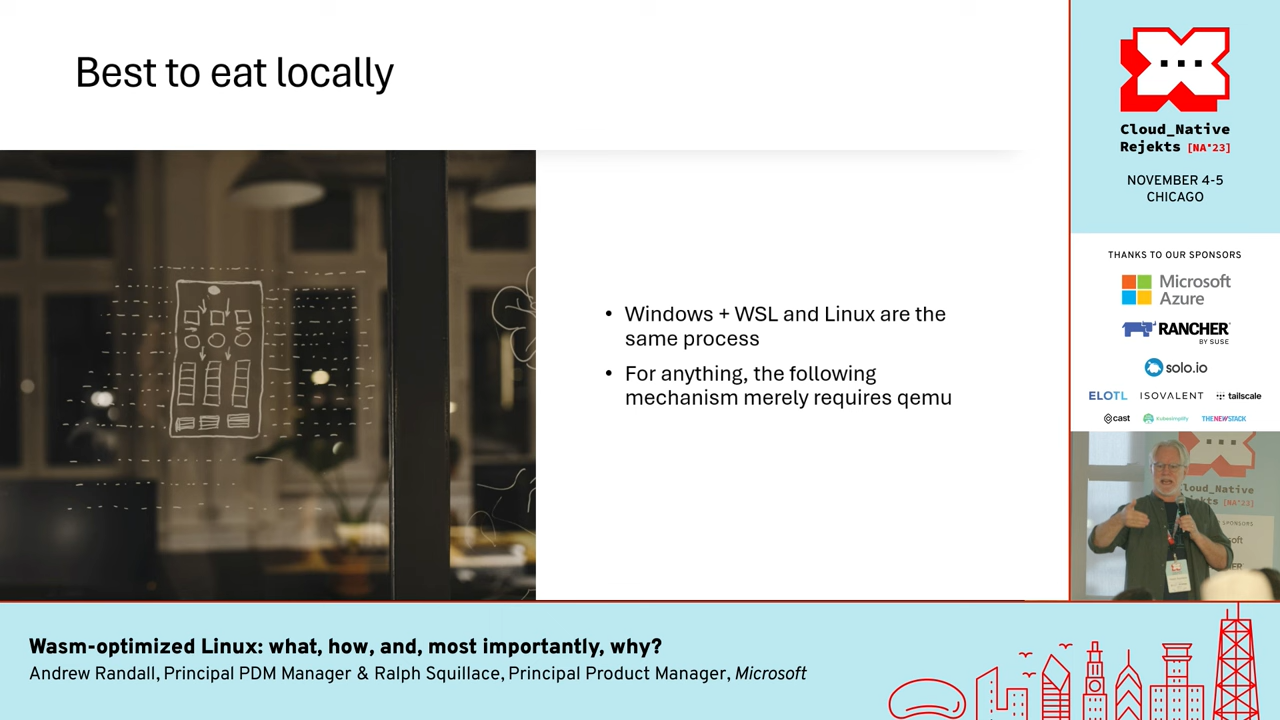 Best to eat locally
• Windows + WSL and Linux are the
same process
• For anything, the following
mechanism merely requires qemu
Cloud_Native
Rejekts [NA'23]
NOVEMBER 4-5
CHICAGO
THANKS TO OUR SPONSORS
Microsoft
Azure
RANCHER
BY SUSE
solo.io
ELOTL ISOVALENT tailscale
cast kubesimplify THENEWSTACK
Wasm-optimized Linux: what, how, and, most importantly, why?
Andrew Randall, Principal PDM Manager & Ralph Squillace, Principal Product Manager, Microsoft